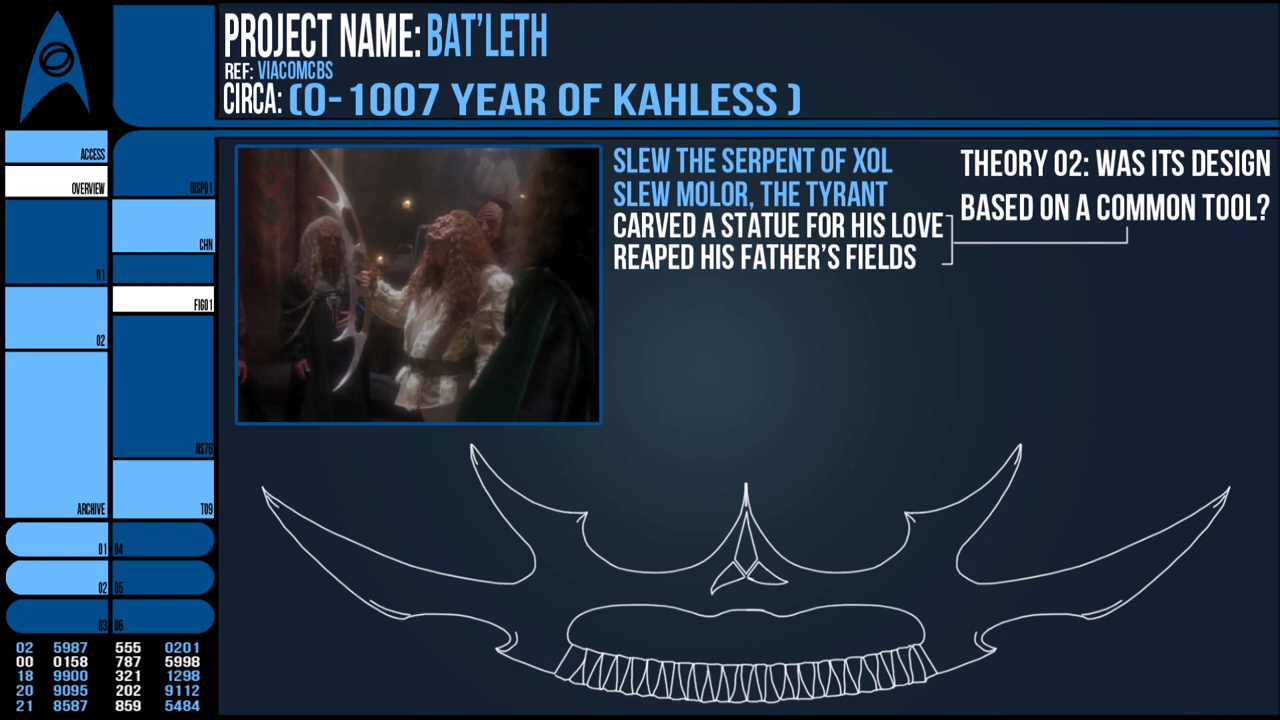 PROJECT NAME: BAT'LETH
REF: VIACOMCBS
CIRCA: (0-1007 YEAR OF KAHLESS )
ACCESS
OVERVIEW
01
02
ARCHIVE
01
02
03
DISP01
CHN
FIG01
NS76
T09
04
05
06
SLEW THE SERPENT OF XOL
SLEW MOLOR, THE TYRANT
CARVED A STATUE FOR HIS LOVE
REAPED HIS FATHER'S FIELDS
THEORY 02: WAS ITS DESIGN
BASED ON A COMMON TOOL?
02 5987 555 0201
00 0158 787 5998
18 9900 321 1298
20 9095 202 9112
21 8587 859 5484